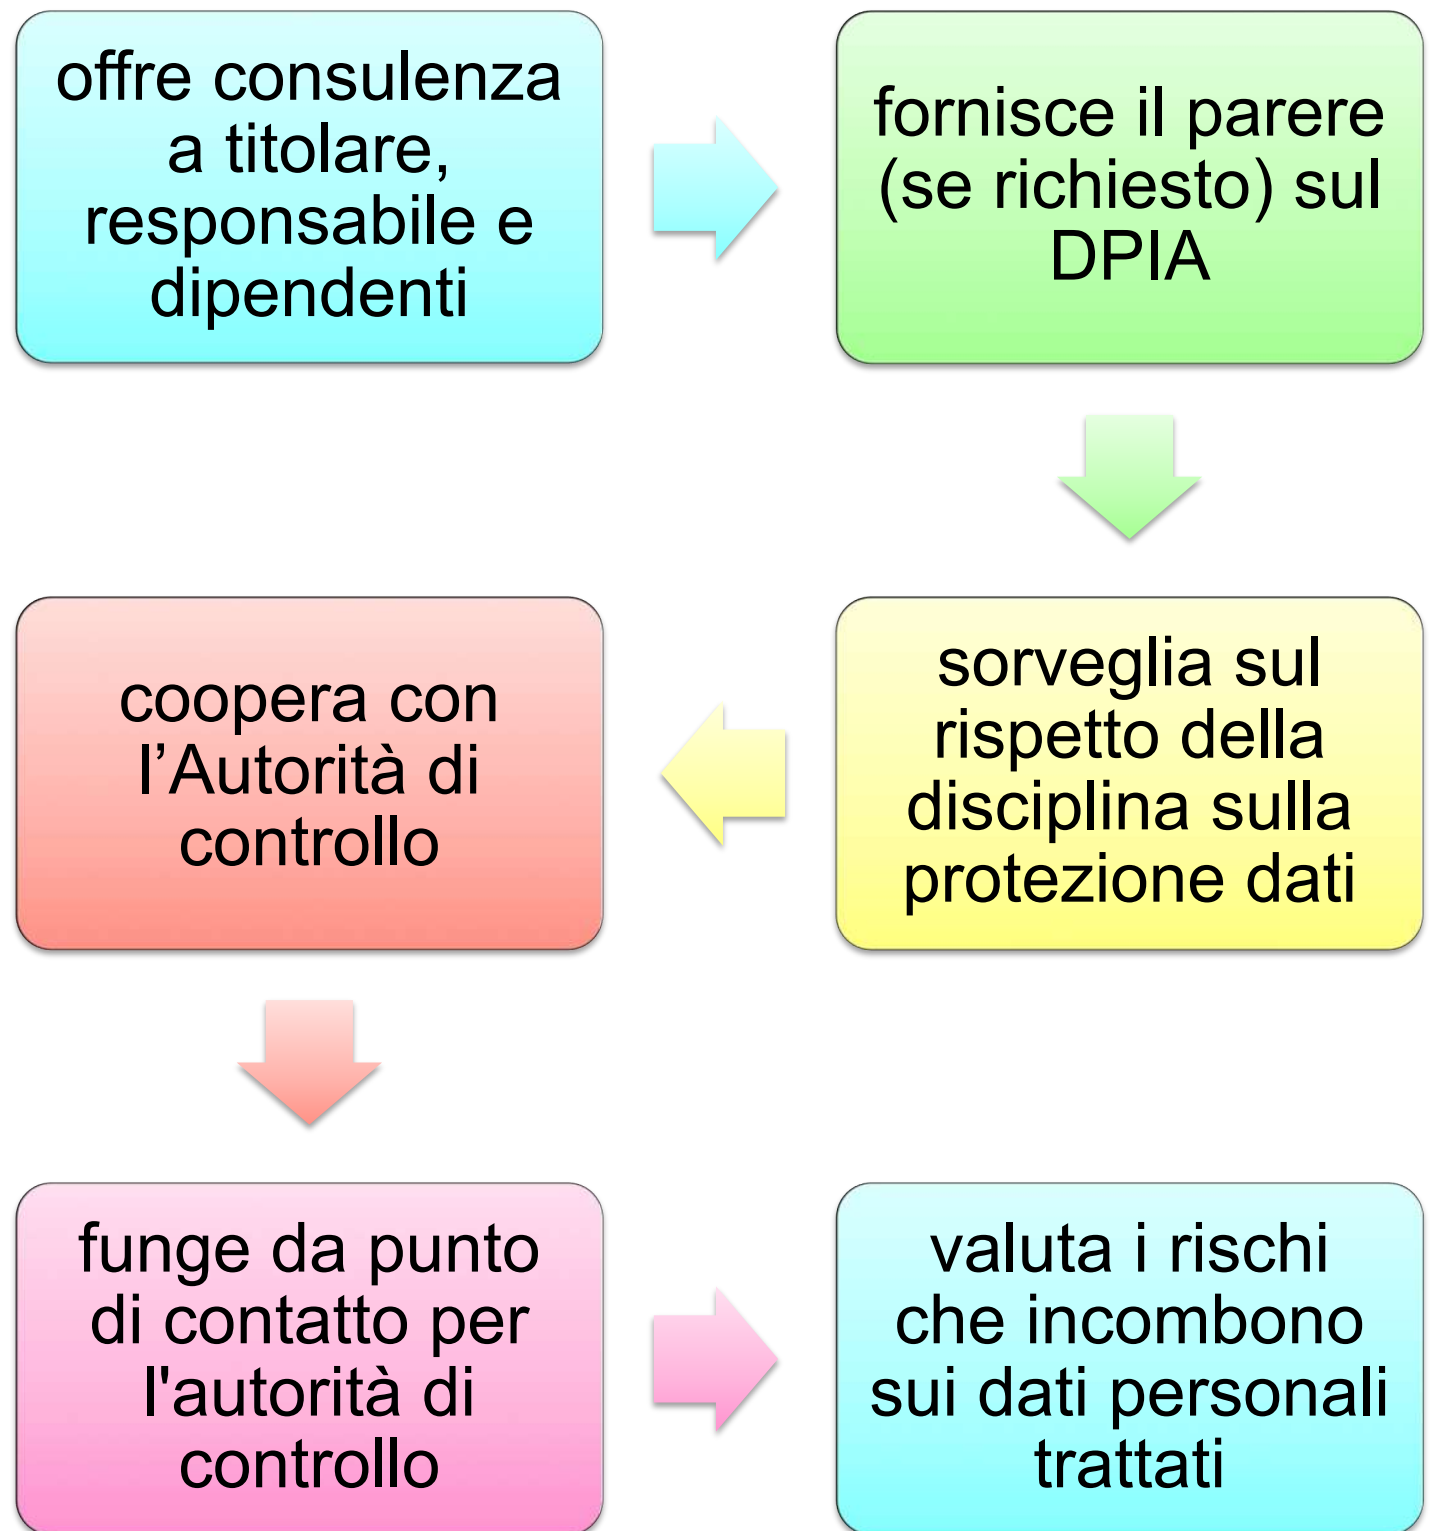 offre consulenza
a titolare,
responsabile e
dipendenti
fornisce il parere
(se richiesto) sul
DPIA
sorveglia sul
rispetto della
disciplina sulla
protezione dati
coopera con
l’Autorità di
controllo
funge da punto
di contatto per
l'autorità di
controllo
valuta i rischi
che incombono
sui dati personali
trattati